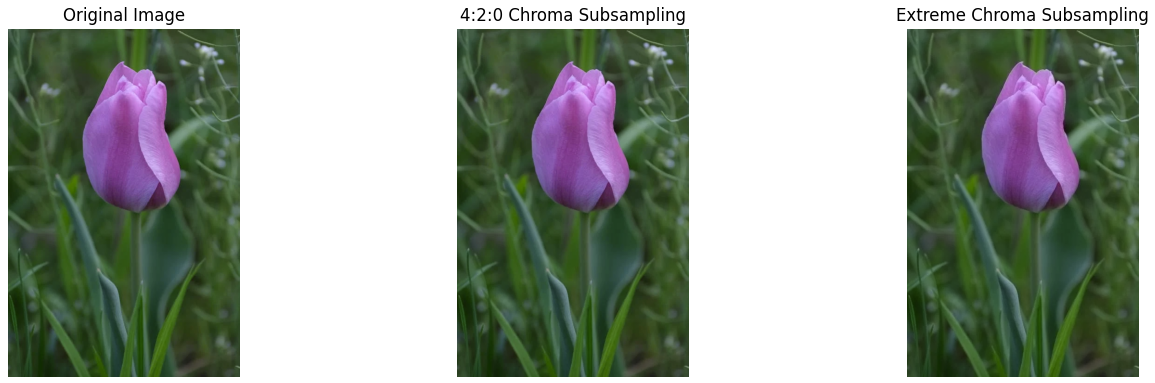 Original Image
4:2:0 Chroma Subsampling
Extreme Chroma Subsampling